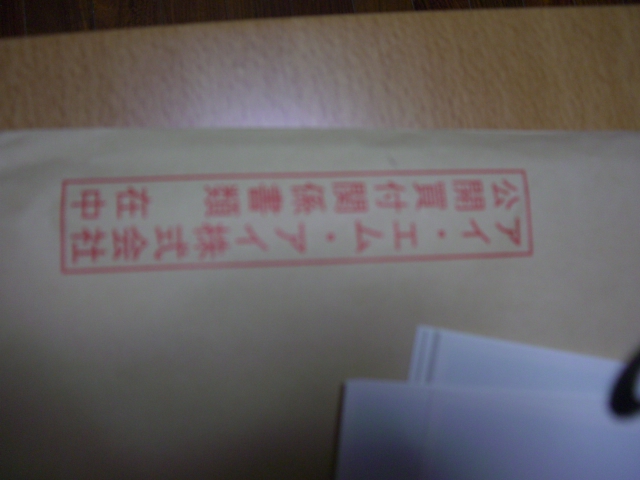 アイ・エム・アイ株式会社
公開買付関係書類 在中